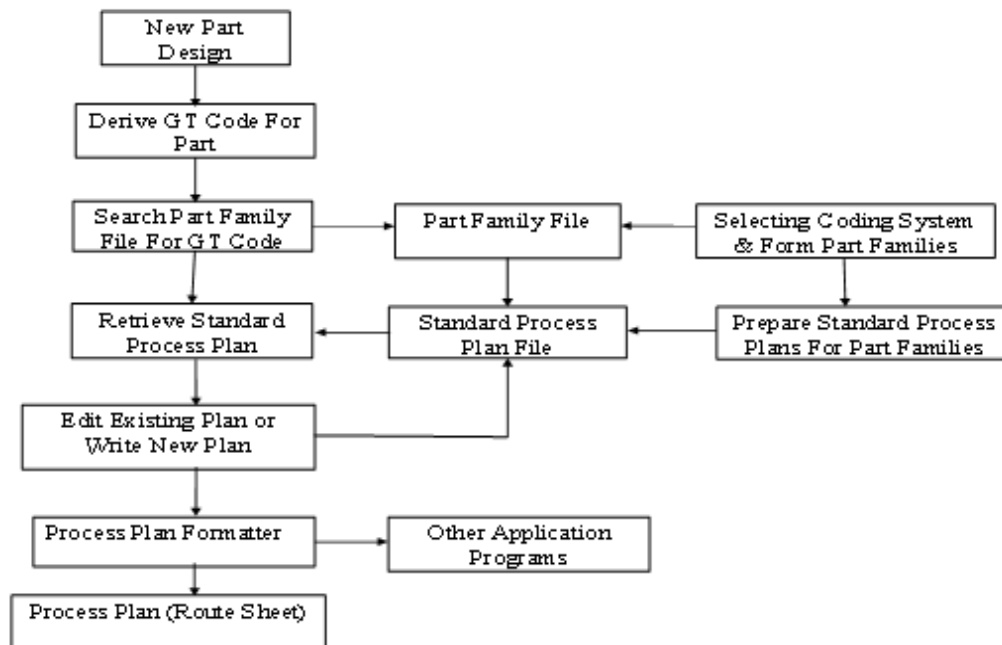 New Part
Design
Derive GT Code For
Part
Search Part Family
File For GT Code
Part Family File
Selecting Coding System
& Form Part Families
Retrieve Standard
Process Plan
Standard Process
Plan File
Prepare Standard Process
Plans For Part Families
Edit Existing Plan or
Write New Plan
Process Plan Formatter
Other Application
Programs
Process Plan (Route Sheet)